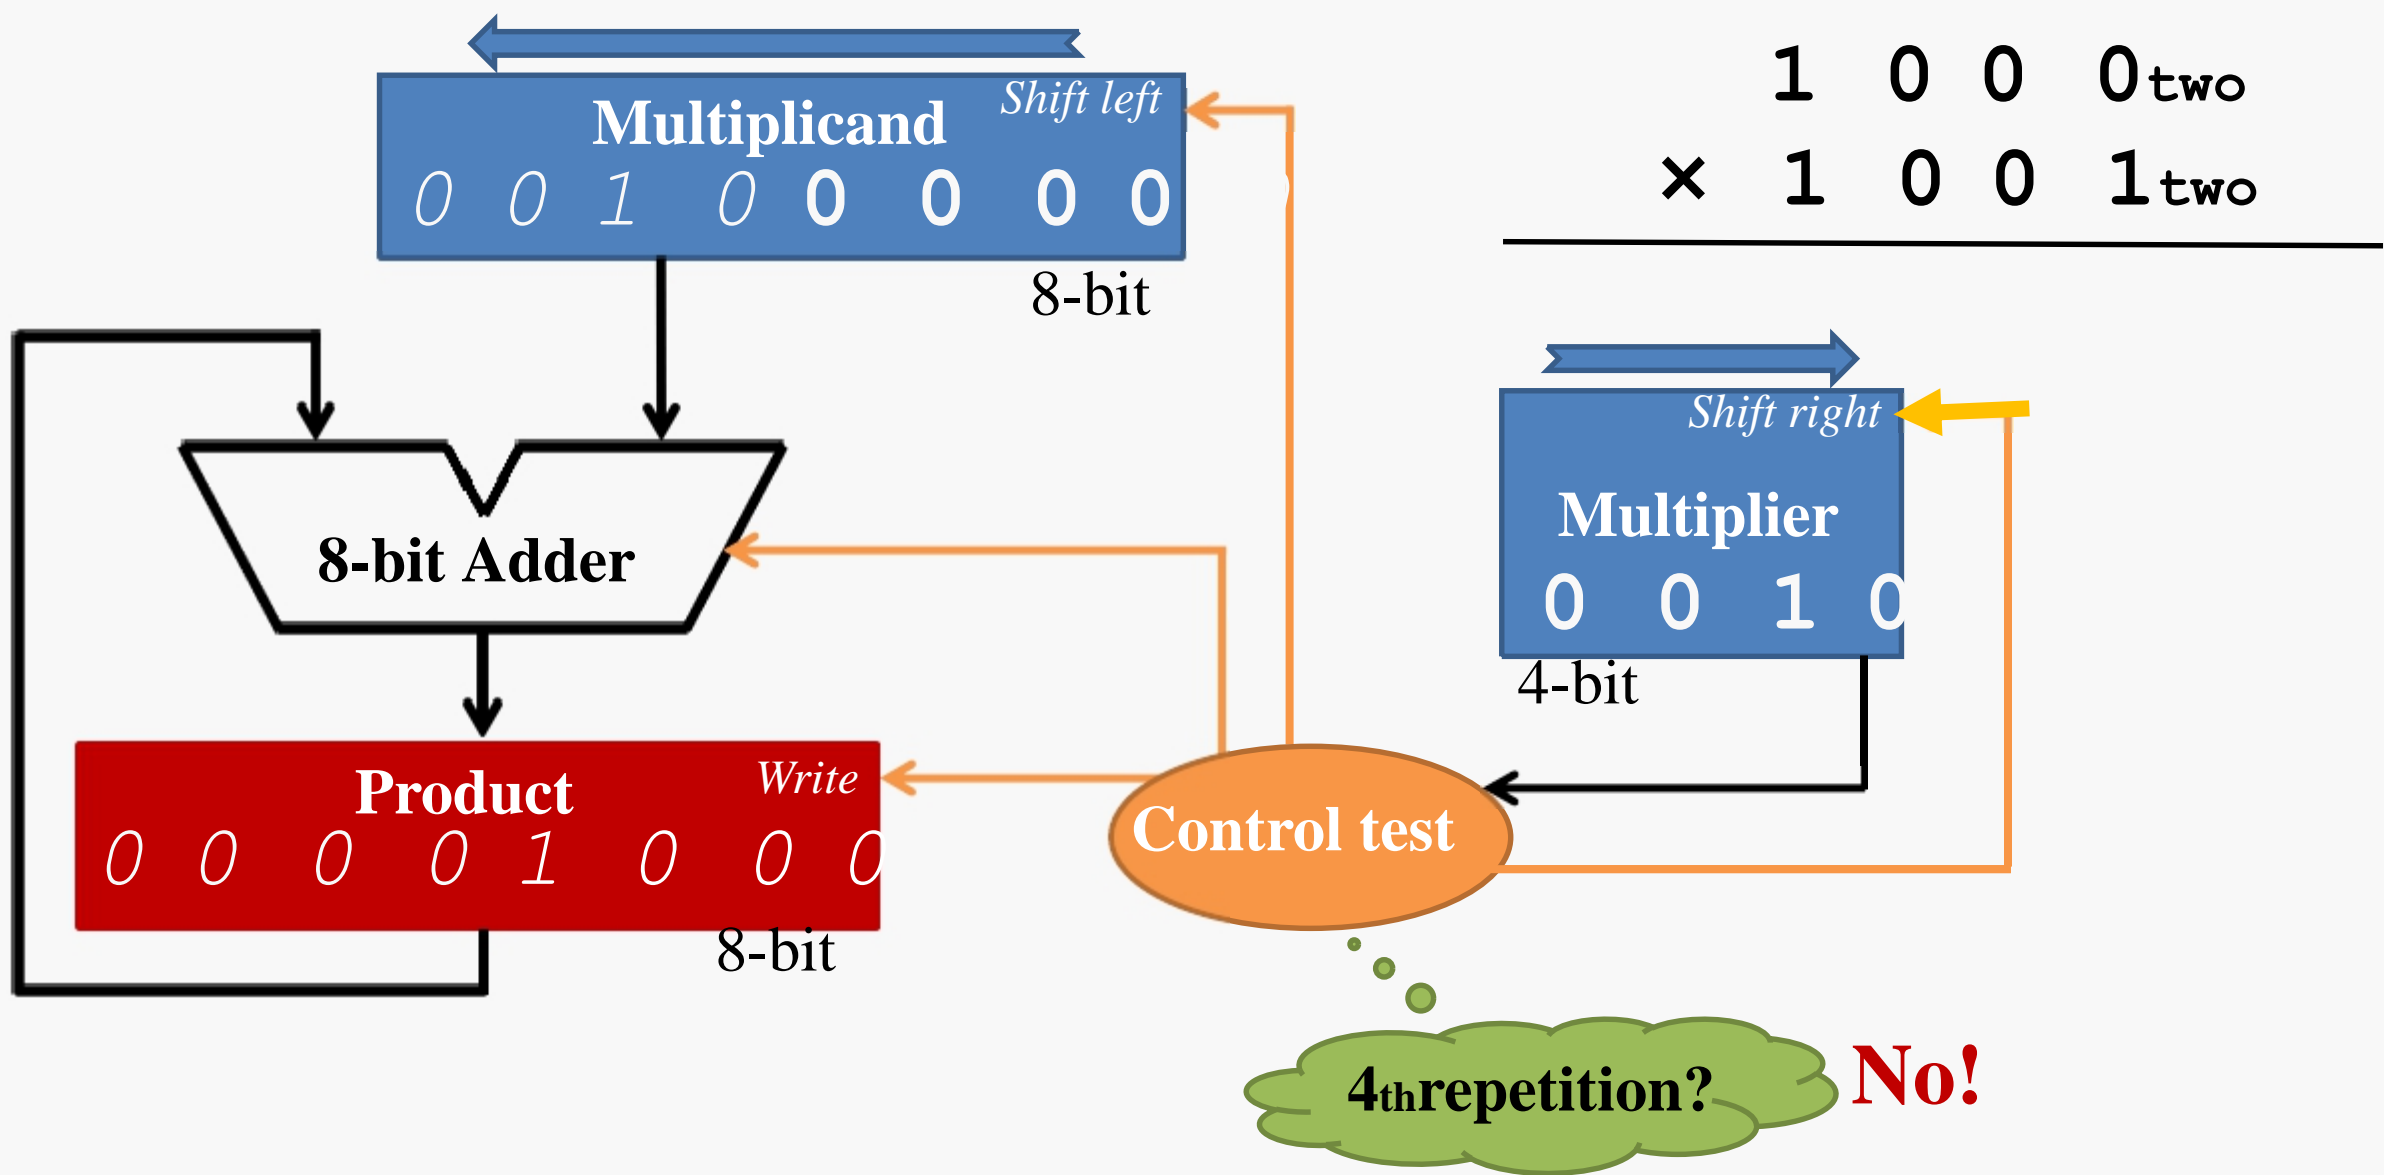 1 0 0 0two
× 1 0 0 1two
Shift left
Multiplicand
0 0 1 0 0 0 0 0
8-bit
Shift right
Multiplier
0 0 1 0
4-bit
8-bit Adder
Write
Product
0 0 0 0 1 0 0 0
8-bit
Control test
4threpetition?
No!